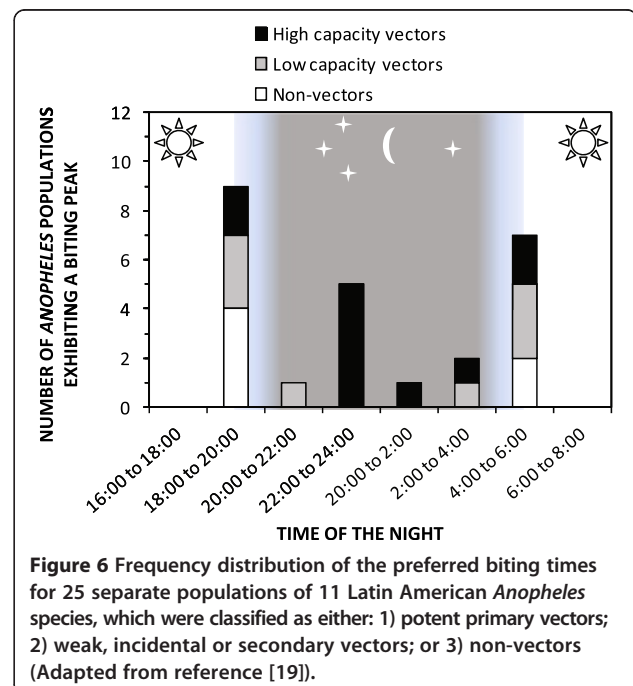 High capacity vectors
Low capacity vectors
Non-vectors
NUMBER OF ANOPHELES POPULATIONS
EXHIBITING A BITING PEAK
12
10
8
6
4
2
0
16:00 to 18:00
18:00 to 20:00
20:00 to 22:00
22:00 to 24:00
20:00 to 2:00
2:00 to 4:00
4:00 to 6:00
6:00 to 8:00
TIME OF THE NIGHT
Figure 6 Frequency distribution of the preferred biting times
for 25 separate populations of 11 Latin American Anopheles
species, which were classified as either: 1) potent primary vectors;
2) weak, incidental or secondary vectors; or 3) non-vectors
(Adapted from reference [19]).